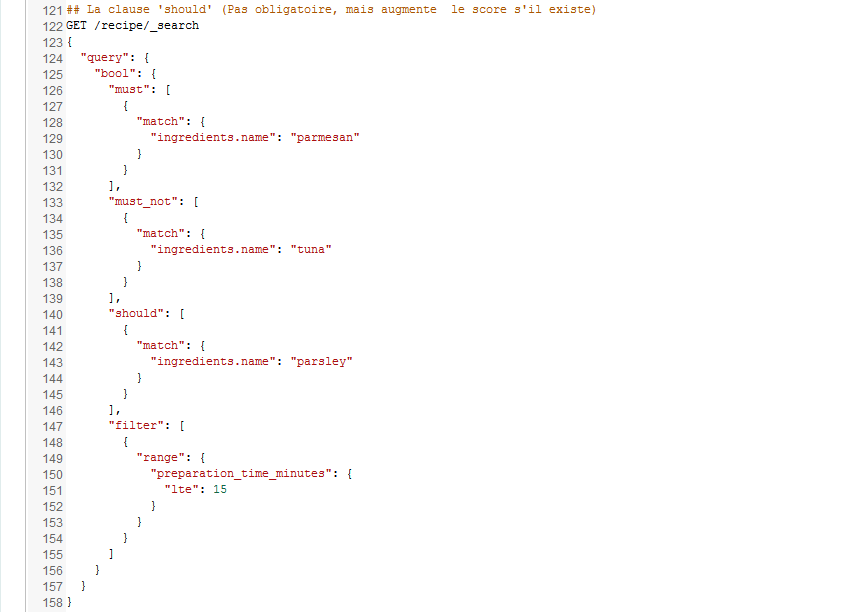 121 ## La clause 'should' (Pas obligatoire, mais augmente  le score s'il existe)
122 GET /recipe/_search
123 {
124   "query": {
125     "bool": {
126       "must": [
127         {
128           "match": {
129             "ingredients.name": "parmesan"
130           }
131         }
132       ],
133       "must_not": [
134         {
135           "match": {
136             "ingredients.name": "tuna"
137           }
138         }
139       ],
140       "should": [
141         {
142           "match": {
143             "ingredients.name": "parsley"
144           }
145         }
146       ],
147       "filter": [
148         {
149           "range": {
150             "preparation_time_minutes": {
151               "lte": 15
152             }
153           }
154         }
155       ]
156     }
157   }
158 }